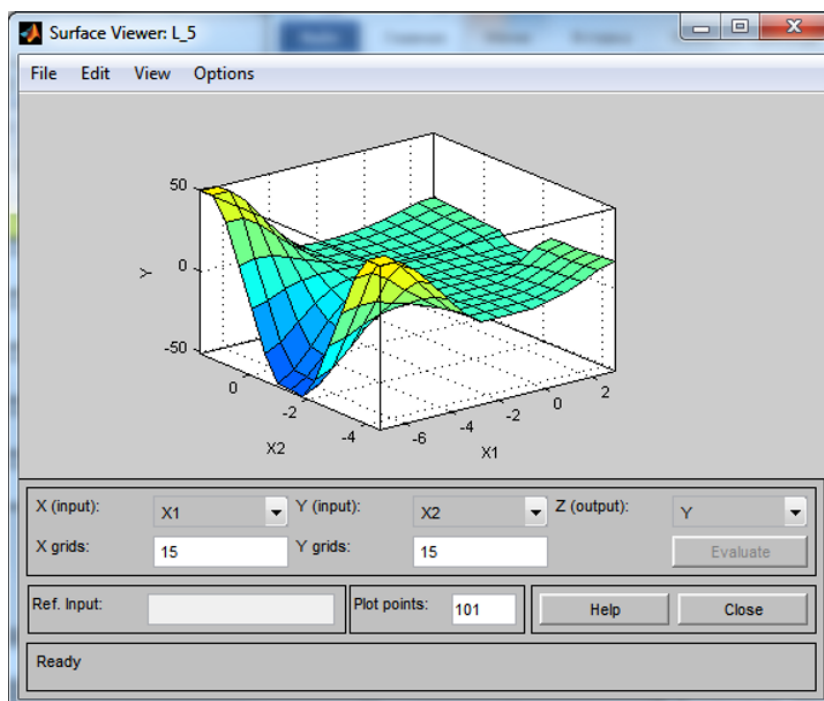 Surface Viewer: L_5
File Edit View Options
50
0
-50
Y
0
-2
-4
X2
-6
-4
-2
0
2
X1
X (input): X1 Y (input): X2 Z (output): Y
X grids: 15 Y grids: 15 Evaluate
Ref. Input: Plot points: 101 Help Close
Ready